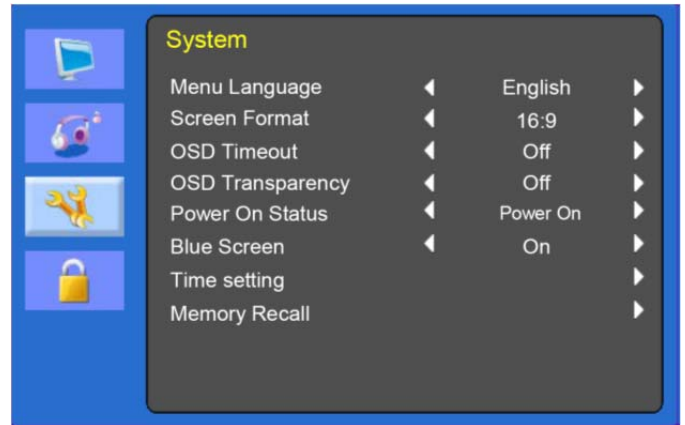 System
Menu Language English
Screen Format 16:9
OSD Timeout Off
OSD Transparency Off
Power On Status Power On
Blue Screen On
Time setting
Memory Recall